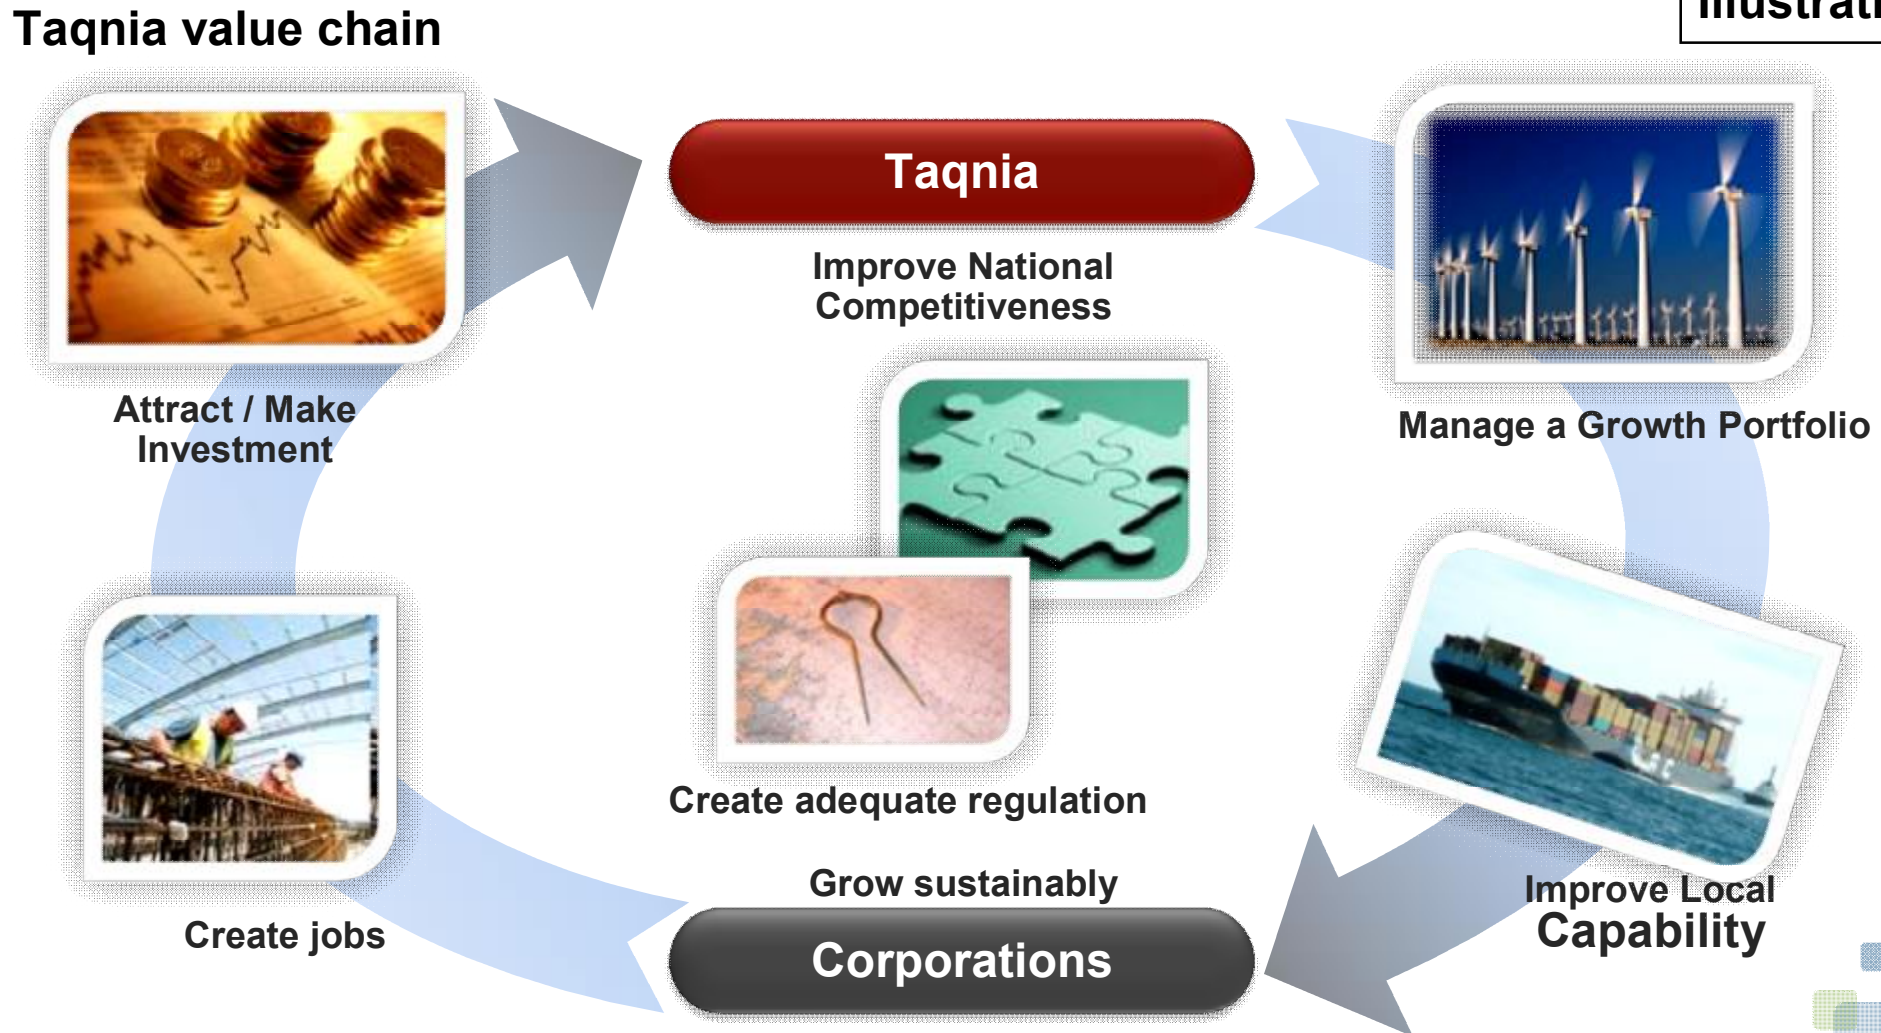 Taqnia value chain
Taqnia
Improve National
Competitiveness
Attract / Make
Investment
Manage a Growth Portfolio
Create adequate regulation
Grow sustainably
Create jobs
Improve Local
Capability
Corporations